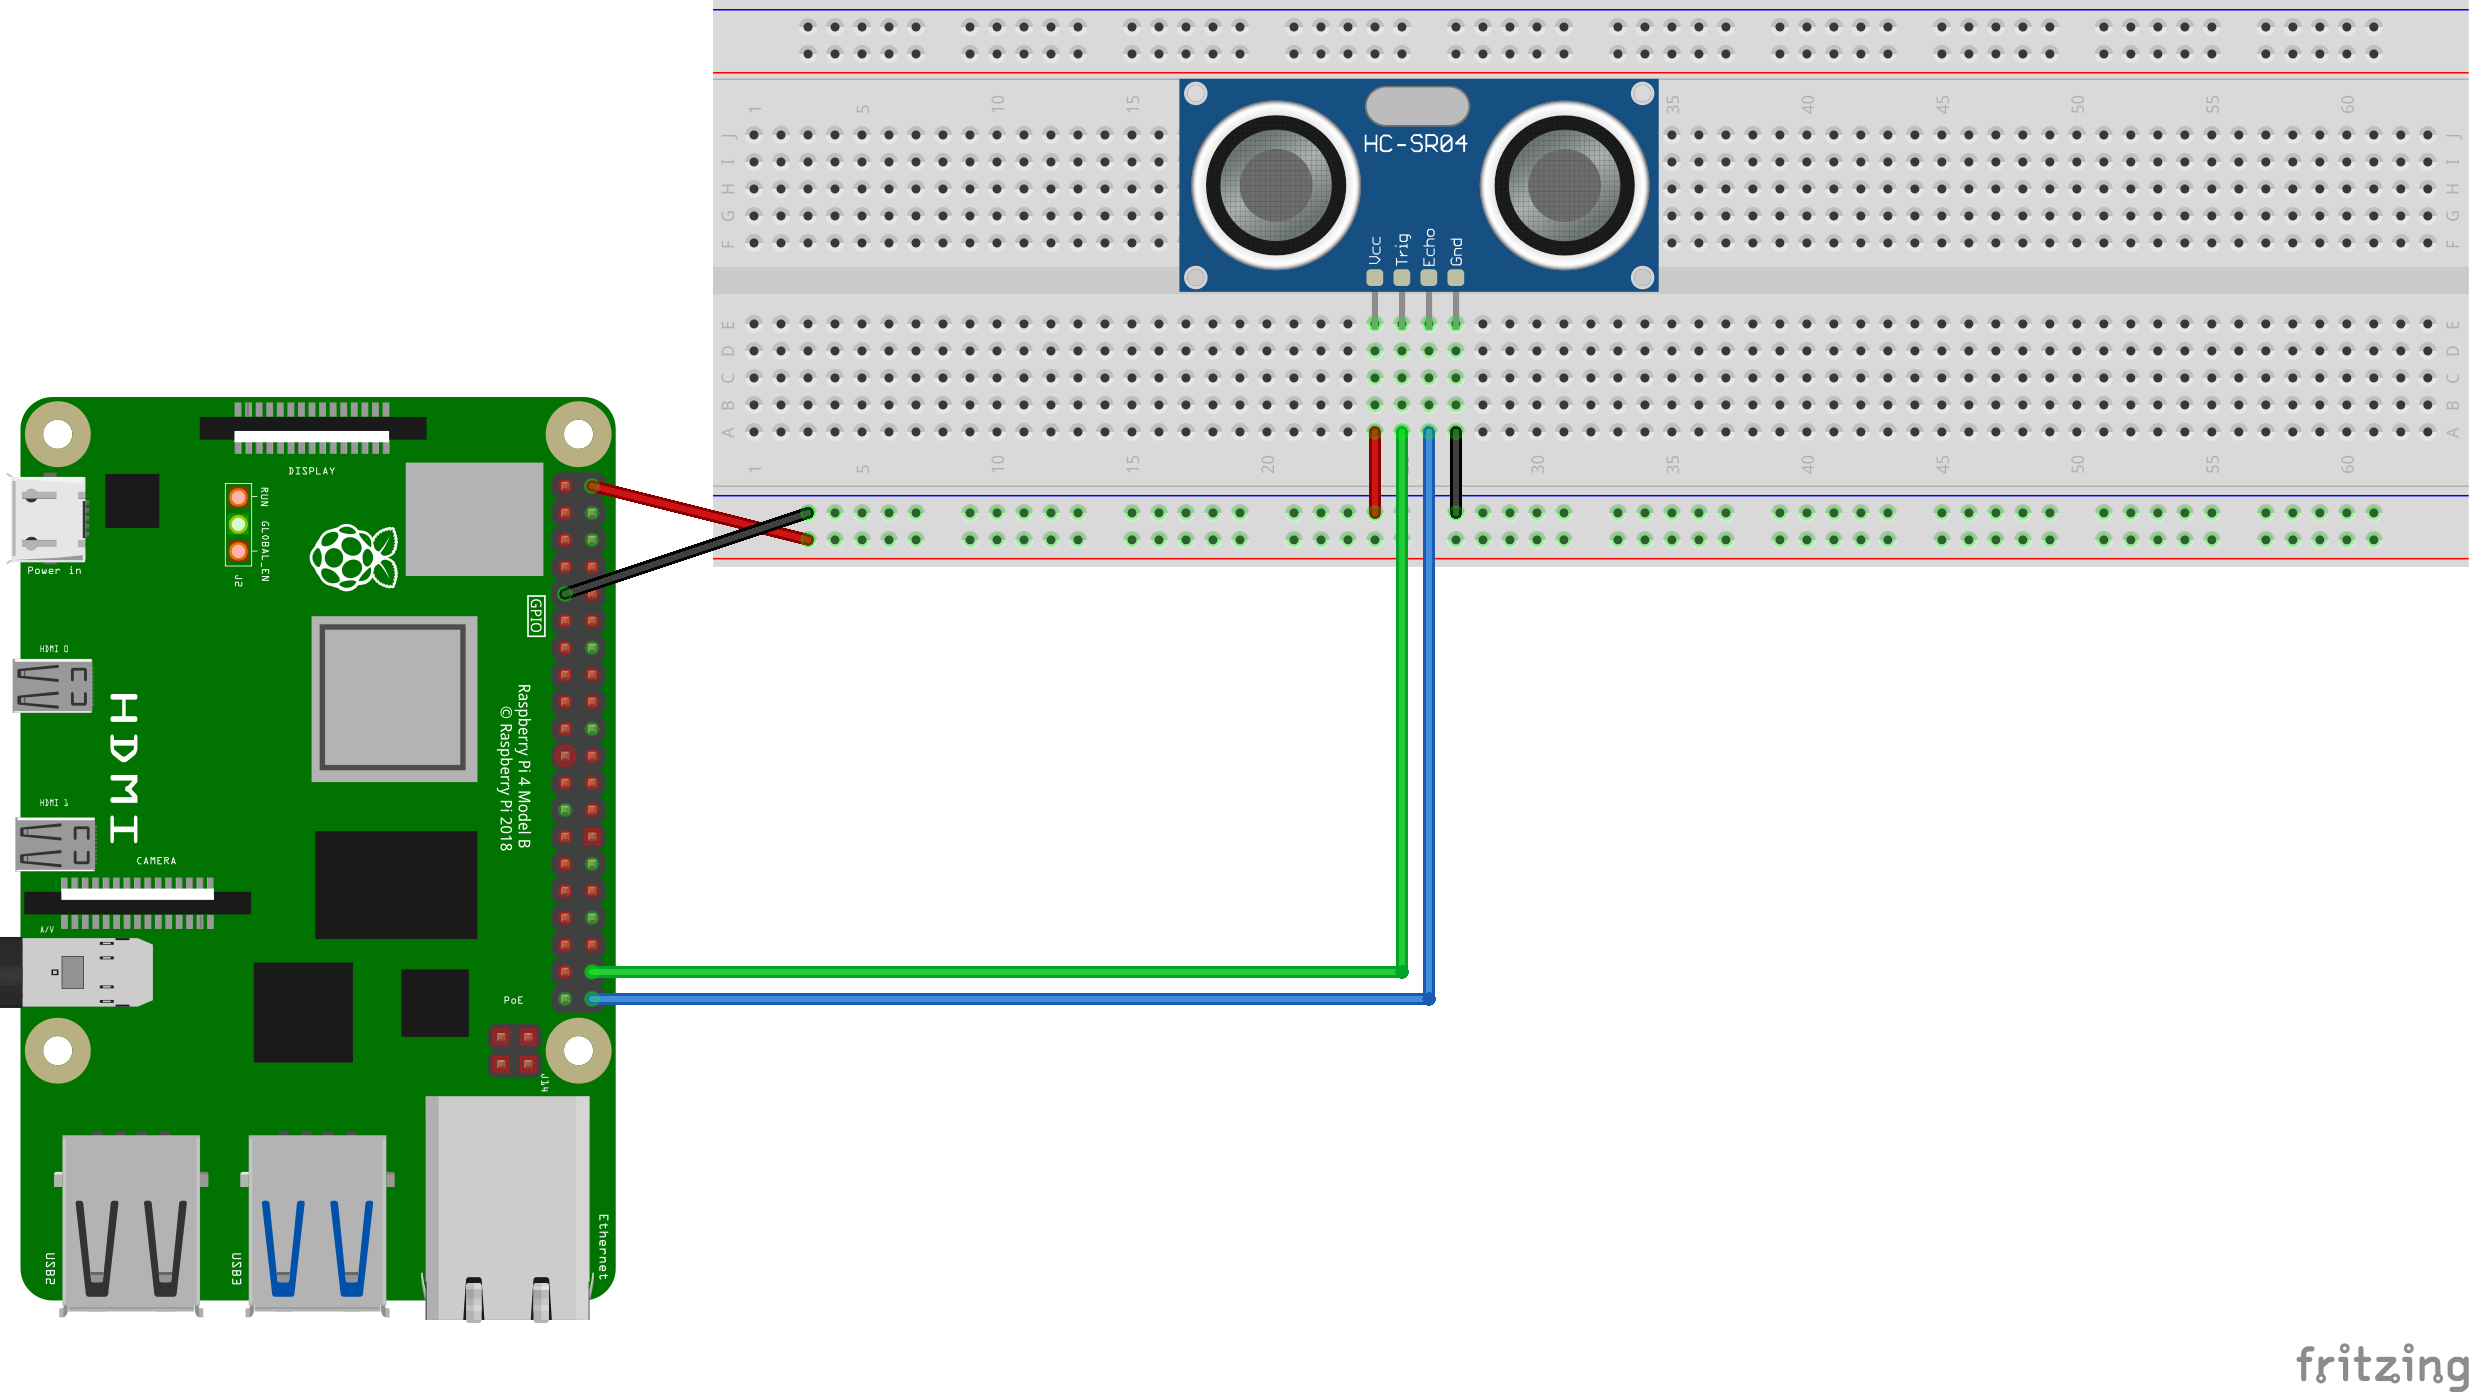 1 5 10 15 35 40 45 50 55 60
J J
I I
H H
G G
F F
HC-SR04
Vcc Trig Echo Gnd
E E
D D
C C
B B
A A
1 5 10 15 20 30 35 40 45 50 55 60
DISPLAY
RUN
GLOBAL_EN
J2
Power in
GPIO
HDMI 0
HDMI
HDMI 1
Raspberry Pi 4 Model B
© Raspberry Pi 2018
CAMERA
A/V
PoE
J14
USB2
USB3
Ethernet
fritzing